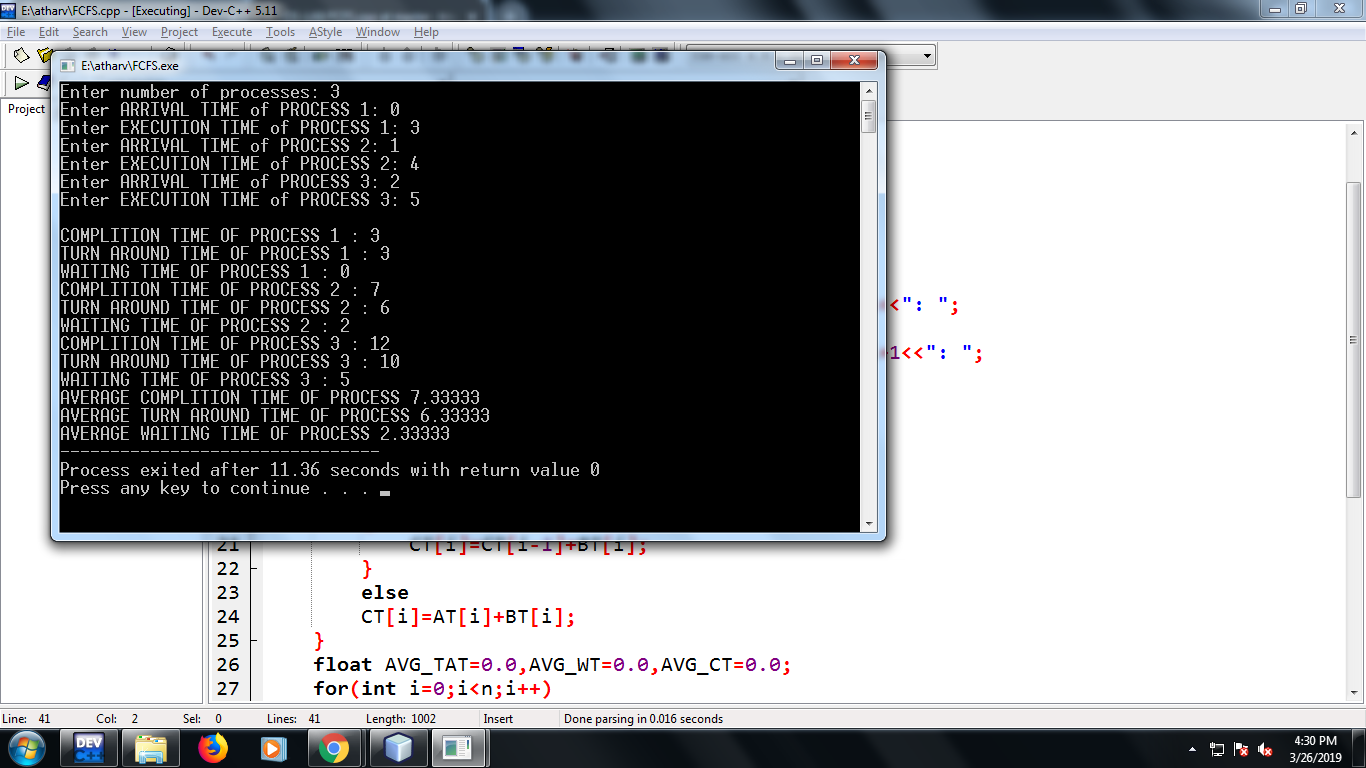 E:\atharv\FCFS.cpp - [Executing] - Dev-C++ 5.11
File Edit Search View Project Execute Tools AStyle Window Help
E:\atharv\FCFS.exe
Project
Enter number of processes: 3
Enter ARRIVAL TIME of PROCESS 1: 0
Enter EXECUTION TIME of PROCESS 1: 3
Enter ARRIVAL TIME of PROCESS 2: 1
Enter EXECUTION TIME of PROCESS 2: 4
Enter ARRIVAL TIME of PROCESS 3: 2
Enter EXECUTION TIME of PROCESS 3: 5
COMPLITION TIME OF PROCESS 1 : 3
TURN AROUND TIME OF PROCESS 1 : 3
WAITING TIME OF PROCESS 1 : 0
COMPLITION TIME OF PROCESS 2 : 7
TURN AROUND TIME OF PROCESS 2 : 6
WAITING TIME OF PROCESS 2 : 2
COMPLITION TIME OF PROCESS 3 : 12
TURN AROUND TIME OF PROCESS 3 : 10
WAITING TIME OF PROCESS 3 : 5
AVERAGE COMPLITION TIME OF PROCESS 7.33333
AVERAGE TURN AROUND TIME OF PROCESS 6.33333
AVERAGE WAITING TIME OF PROCESS 2.33333
--------------------------------
Process exited after 11.36 seconds with return value 0
Press any key to continue . . .
<<": ";
1<<": ";
21 CT[i]=CT[i-1]+BT[i];
22 }
23 else
24 CT[i]=AT[i]+BT[i];
25 }
26 float AVG_TAT=0.0,AVG_WT=0.0,AVG_CT=0.0;
27 for(int i=0;i<n;i++)
Line: 41 Col: 2 Sel: 0 Lines: 41 Length: 1002 Insert Done parsing in 0.016 seconds
DEV C++
4:30 PM
3/26/2019